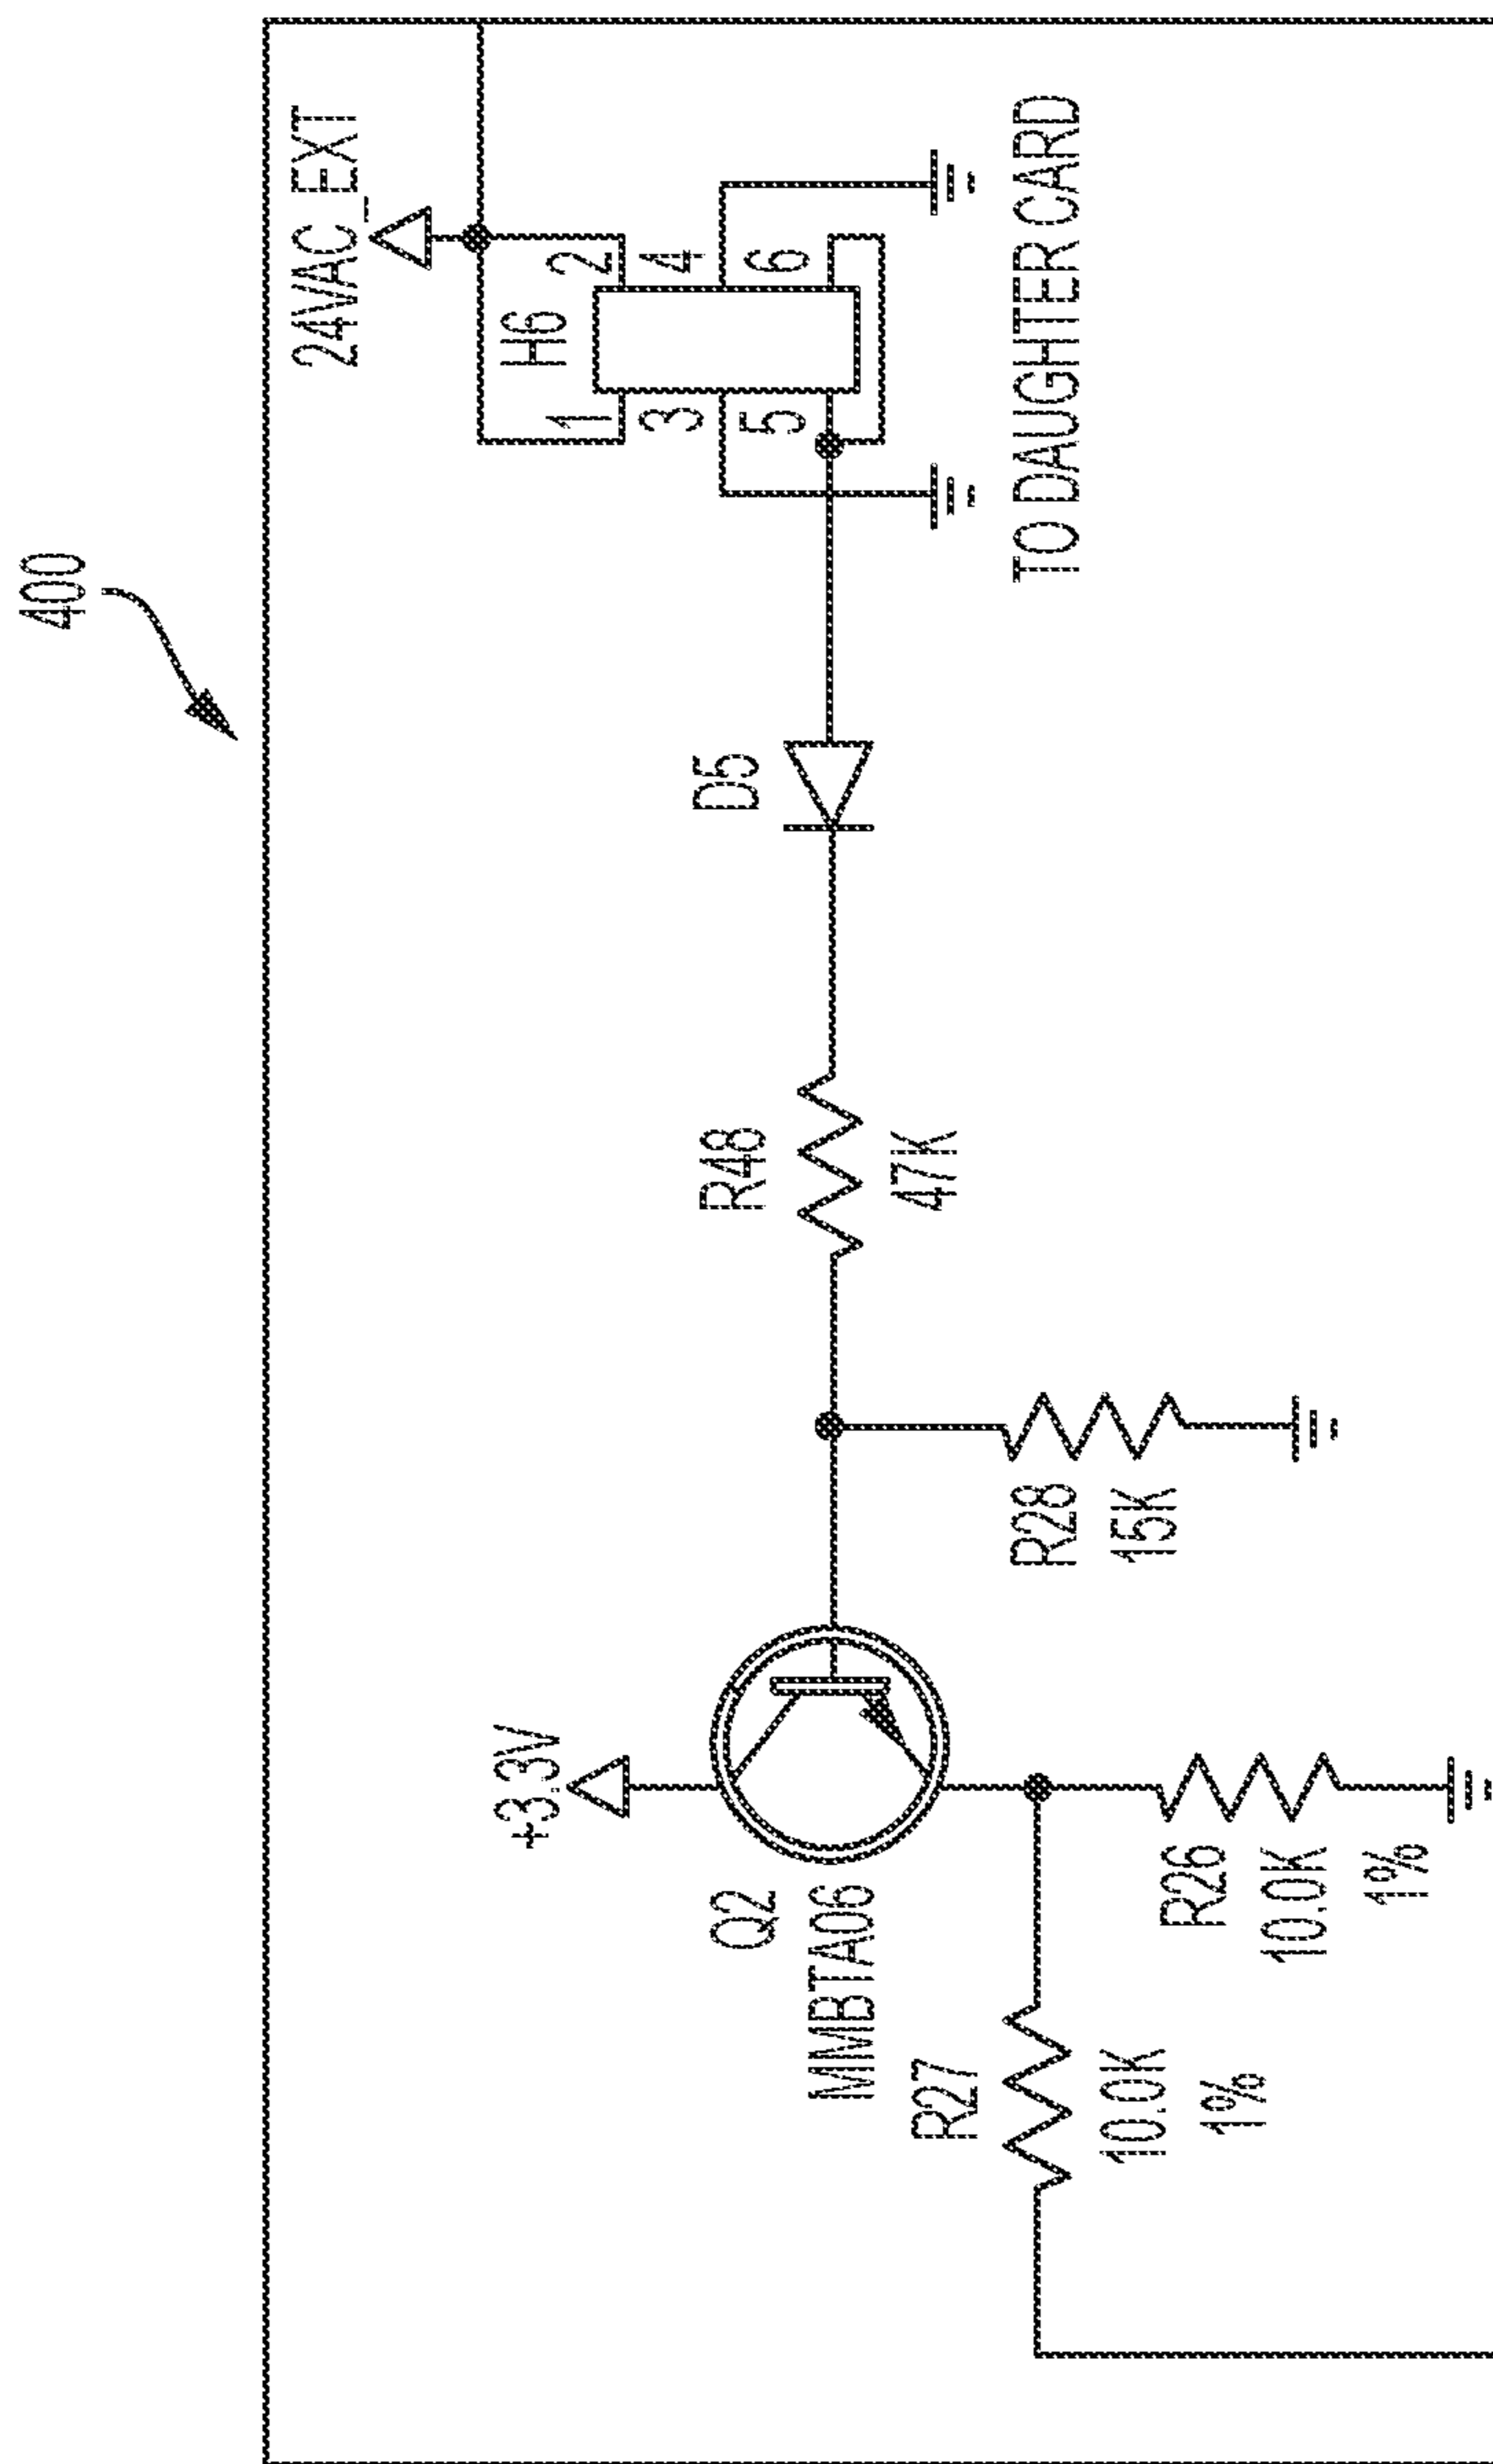 400
24VAC_EXT
H6
1
2
3
4
5
6
TO DAUGHTER CARD
D5
R48
47K
R28
15K
+3.3V
Q2
MMBTA06
R26
10.0K
1%
R27
10.0K
1%